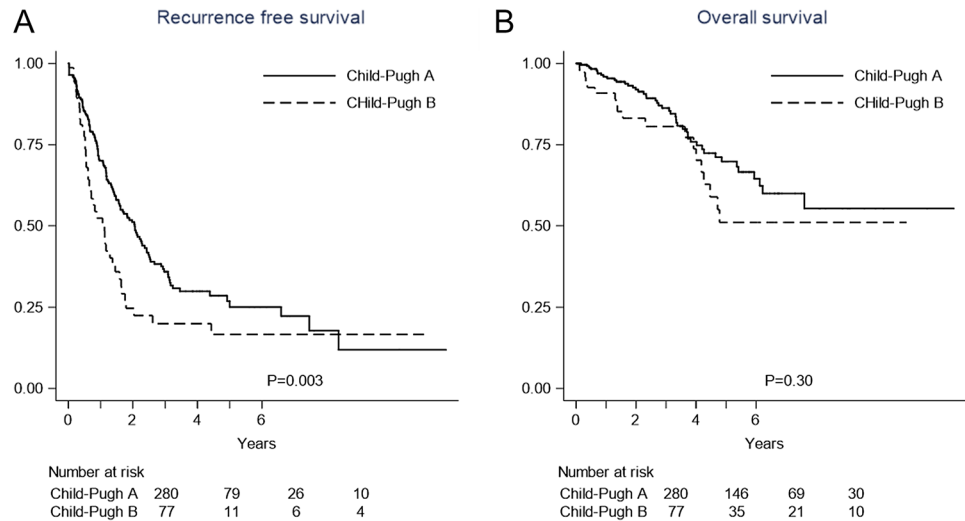 A
Recurrence free survival
1.00
0.75
0.50
0.25
0.00
Child-Pugh A
CHild-Pugh B
P=0.003
0 2 4 6
Years
Number at risk
Child-Pugh A 280 79 26 10
Child-Pugh B 77 11 6 4
B
Overall survival
1.00
0.75
0.50
0.25
0.00
Child-Pugh A
CHild-Pugh B
P=0.30
0 2 4 6
Years
Number at risk
Child-Pugh A 280 146 69 30
Child-Pugh B 77 35 21 10